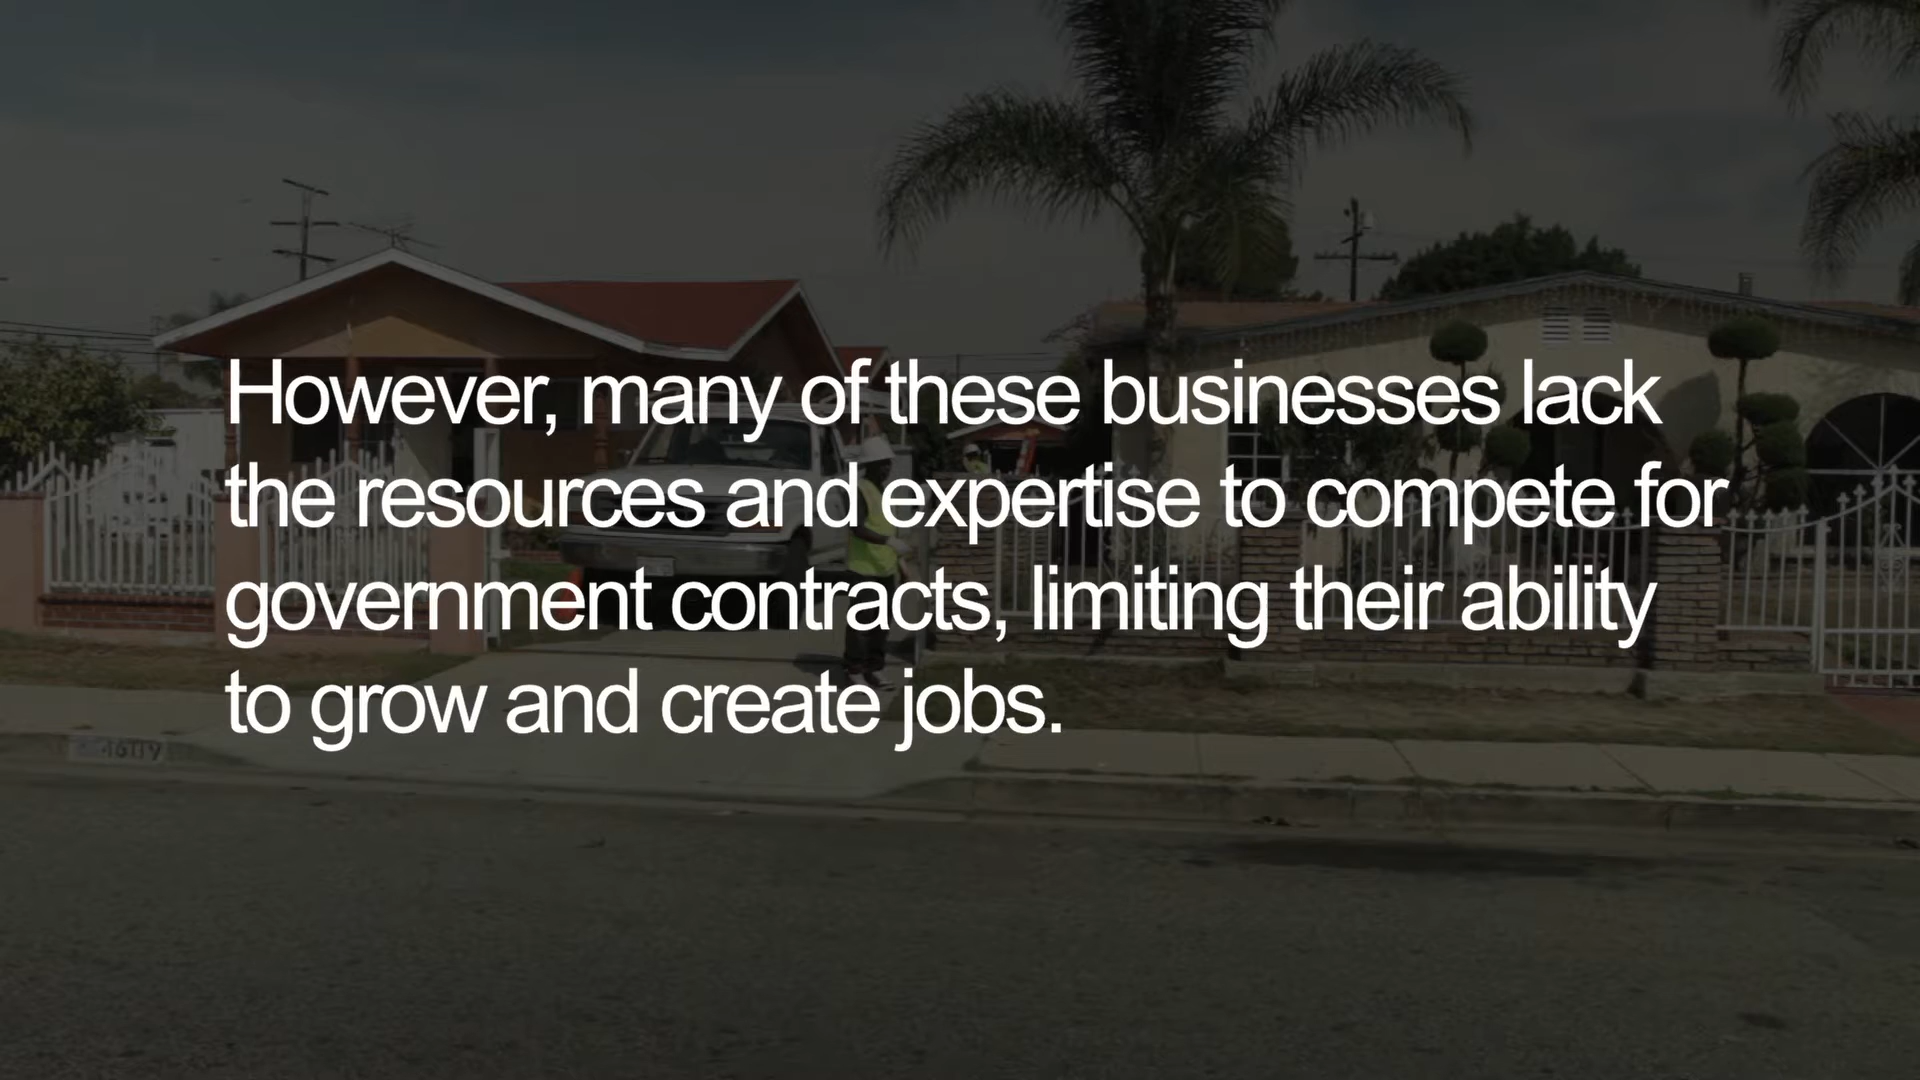 However, many of these businesses lack
the resources and expertise to compete for
government contracts, limiting their ability
to grow and create jobs.